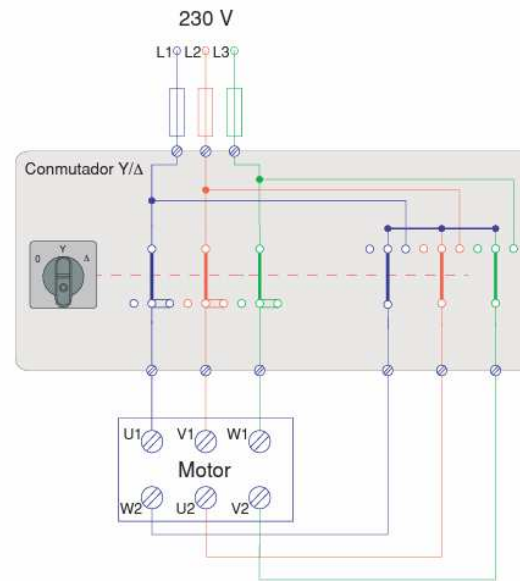 230 V
L1 L2 L3
Conmutador Y/Δ
0 Y Δ
U1 V1 W1
Motor
W2 U2 V2